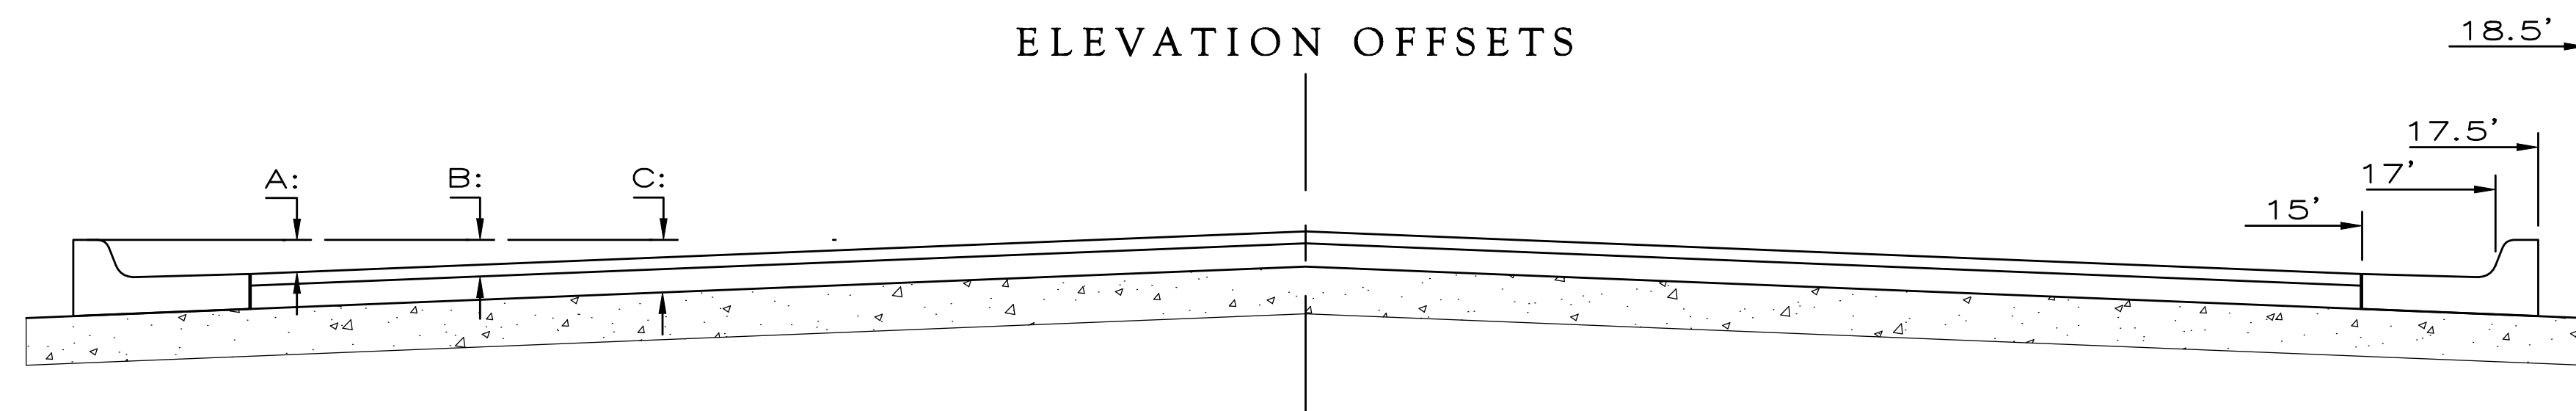 ELEVATION OFFSETS
18.5’
17.5’
17’
15’
A:
B:
C: